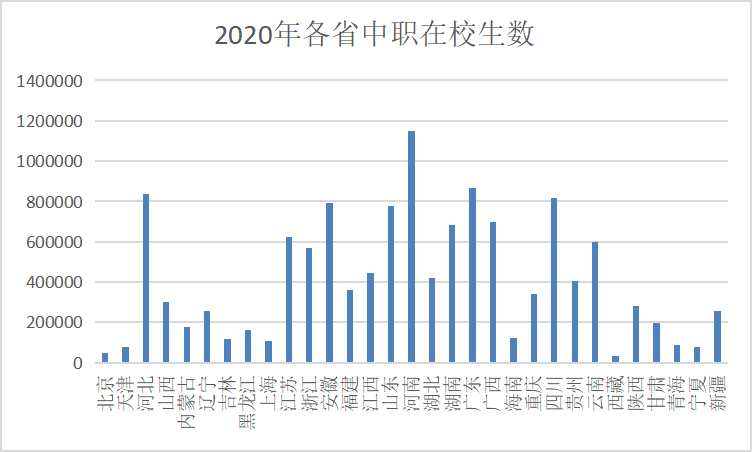 2020年各省中职在校生数
1400000
1200000
1000000
800000
600000
400000
200000
0
北京
天津
河北
山西
内蒙古
辽宁
吉林
黑龙江
上海
江苏
浙江
安徽
福建
江西
山东
河南
湖北
湖南
广东
广西
海南
重庆
四川
贵州
云南
西藏
陕西
甘肃
青海
宁夏
新疆